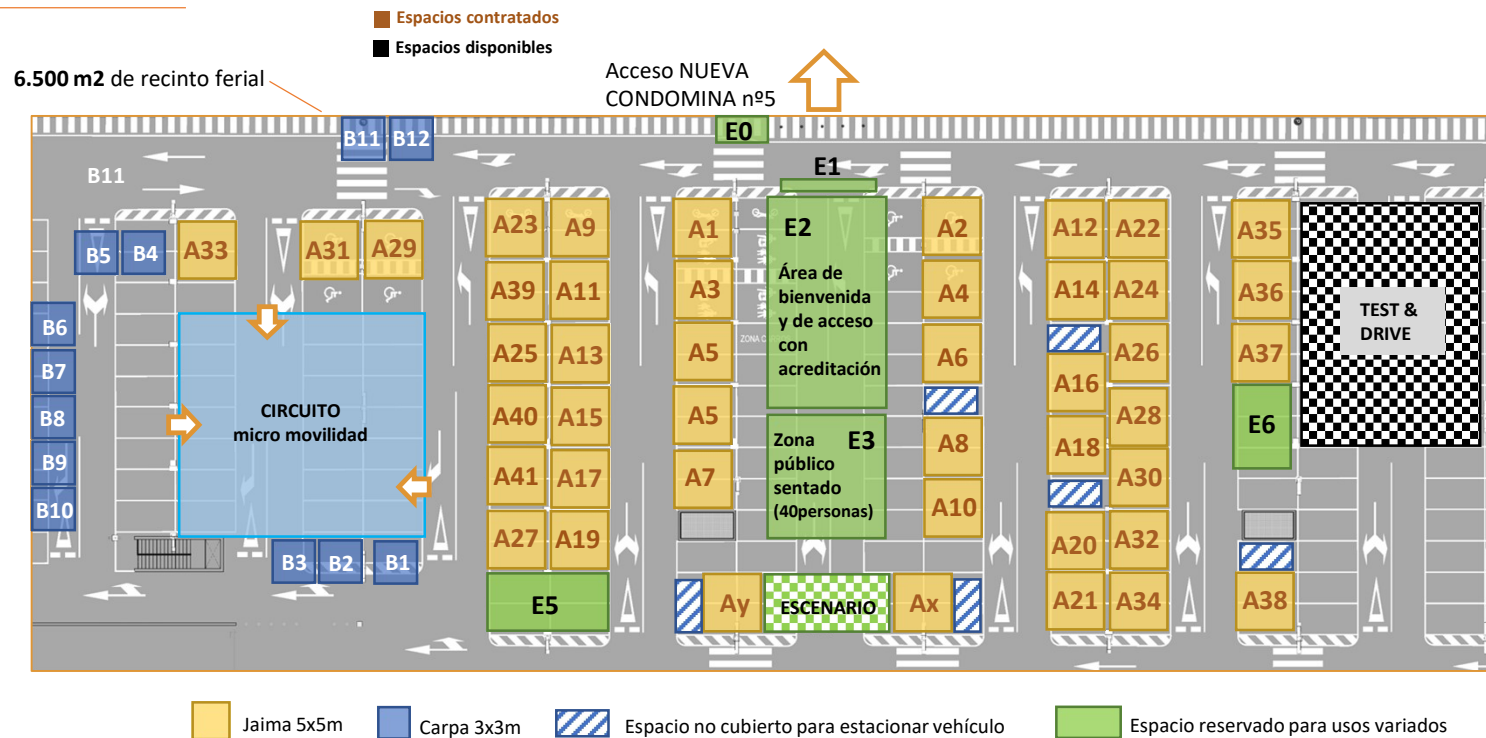 Espacios contratados
Espacios disponibles
6.500 m2 de recinto ferial
Acceso NUEVA
CONDOMINA nº5
B11 B12
E0
B11
E1
A23 A9
A1
E2
A2
A12 A22
A35
B5 B4 A33 A31 A29
Área de
bienvenida
y de acceso
con
acreditación
A39 A11
A3
A4
A14 A24
A36
B6
TEST &
DRIVE
ZONA C
A25 A13
A5
A6
A26
A37
B7
A16
B8
CIRCUITO
micro movilidad
A40 A15
A5
A28
E6
Zona E3
público
sentado
(40personas)
A8
A18
B9
A41 A17
A7
A30
B10
A10
A27 A19
A20 A32
B3 B2 B1
E5
Ay
ESCENARIO
Ax
A21 A34
A38
Jaima 5x5m
Carpa 3x3m
Espacio no cubierto para estacionar vehículo
Espacio reservado para usos variados